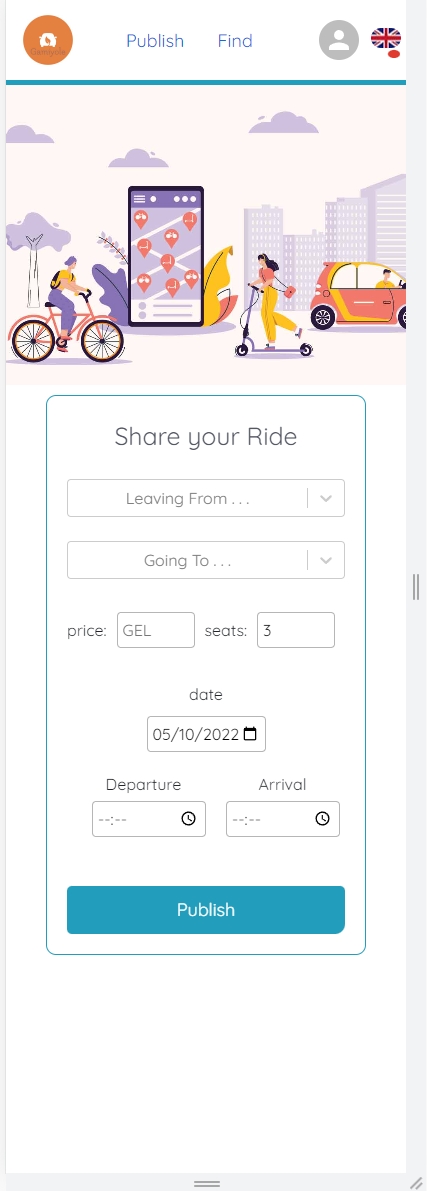 Publish Find
Share your Ride
Leaving From . . .
Going To . . .
price: GEL seats: 3
date
05/10/2022
Departure Arrival
--:-- --:--
Publish